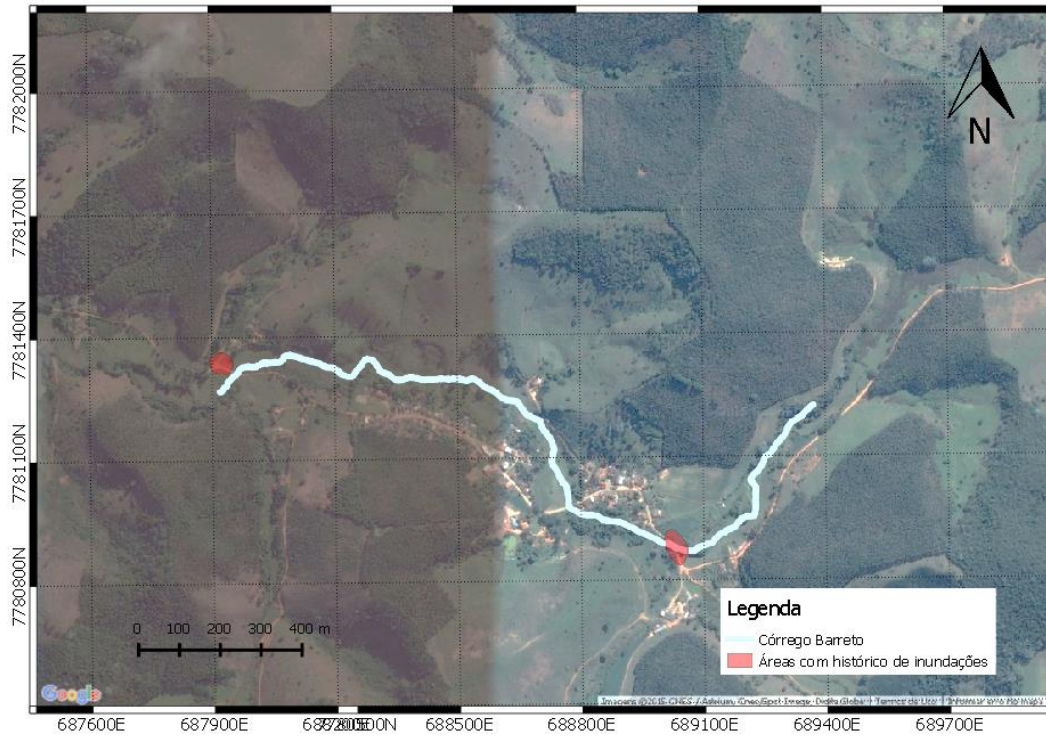 7782000N
7781700N
7781400N
7781100N
7780800N
N
0 100 200 300 400 m
Legenda
Córrego Barreto
Áreas com histórico de inundações
Google
687600E
687900E
688500E
688800E
689100E
689400E
689700E